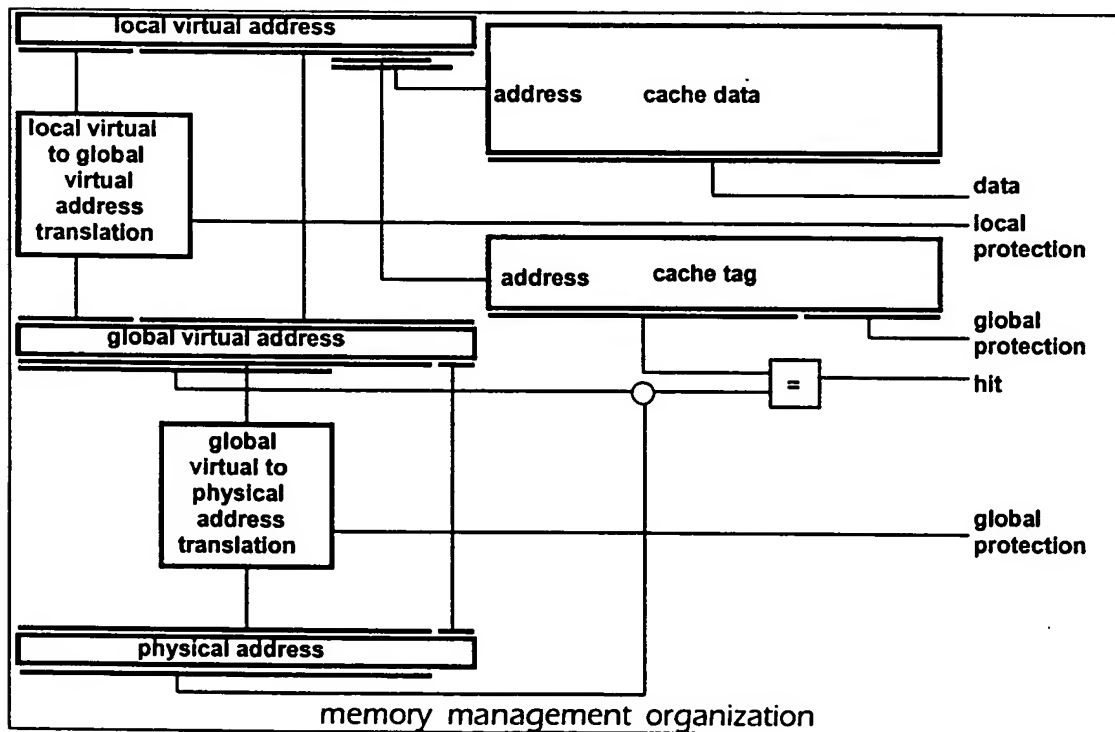 local virtual address
address
cache data
local virtual
to global
virtual
address
translation
data
local
protection
address
cache tag
global
protection
global virtual address
hit
=
global
virtual to
physical
address
translation
global
protection
physical address
memory management organization